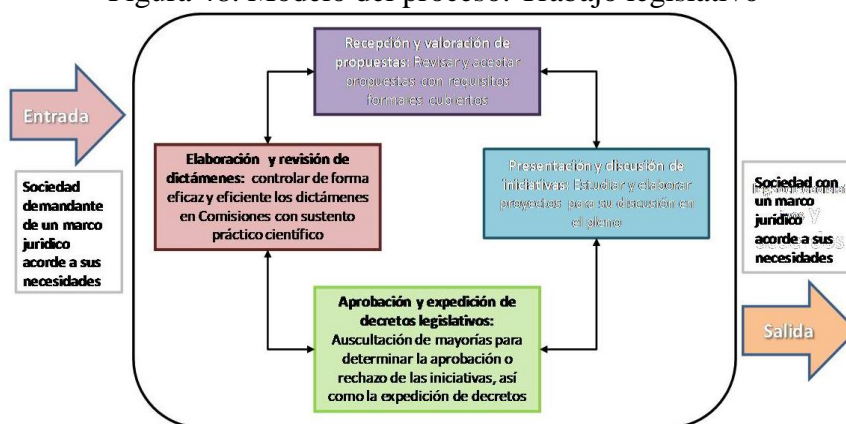 Figura 48. Modelo del proceso: Trabajo legislativo
Recepción y valoración de
propuestas: Revisar y aceptar
propuestas con requisitos
formales cubiertos
Entrada
Elaboración y revisión de
dictámenes: controlar de forma
eficaz y eficiente los dictámenes
en Comisiones con sustento
práctico científico
Presentación y discusión de
iniciativas: Estudiar y elaborar
proyectos para su discusión en
el pleno
Sociedad
demandante
de un marco
juridico
acorde a sus
necesidades
Sociedad con
un marco
juridico
acorde a sus
necesidades
Aprobación y expedición de
decretos legislativos:
Auscultación de mayorías para
determinar la aprobación o
rechazo de las iniciativas, así
como la expedición de decretos
Salida